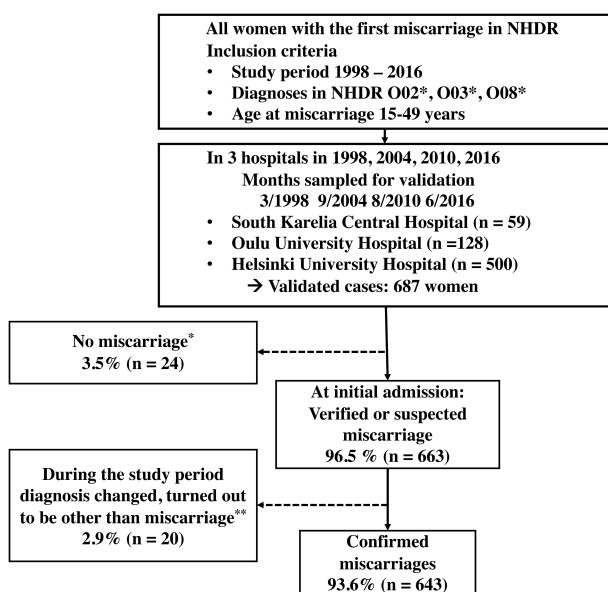 All women with the first miscarriage in NHDR
Inclusion criteria
• Study period 1998 – 2016
• Diagnoses in NHDR O02*, O03*, O08*
• Age at miscarriage 15-49 years
In 3 hospitals in 1998, 2004, 2010, 2016
Months sampled for validation
3/1998 9/2004 8/2010 6/2016
• South Karelia Central Hospital (n = 59)
• Oulu University Hospital (n =128)
• Helsinki University Hospital (n = 500)
→ Validated cases: 687 women
No miscarriage*
3.5% (n = 24)
At initial admission:
Verified or suspected
miscarriage
96.5 % (n = 663)
During the study period
diagnosis changed, turned out
to be other than miscarriage**
2.9% (n = 20)
Confirmed
miscarriages
93.6% (n = 643)